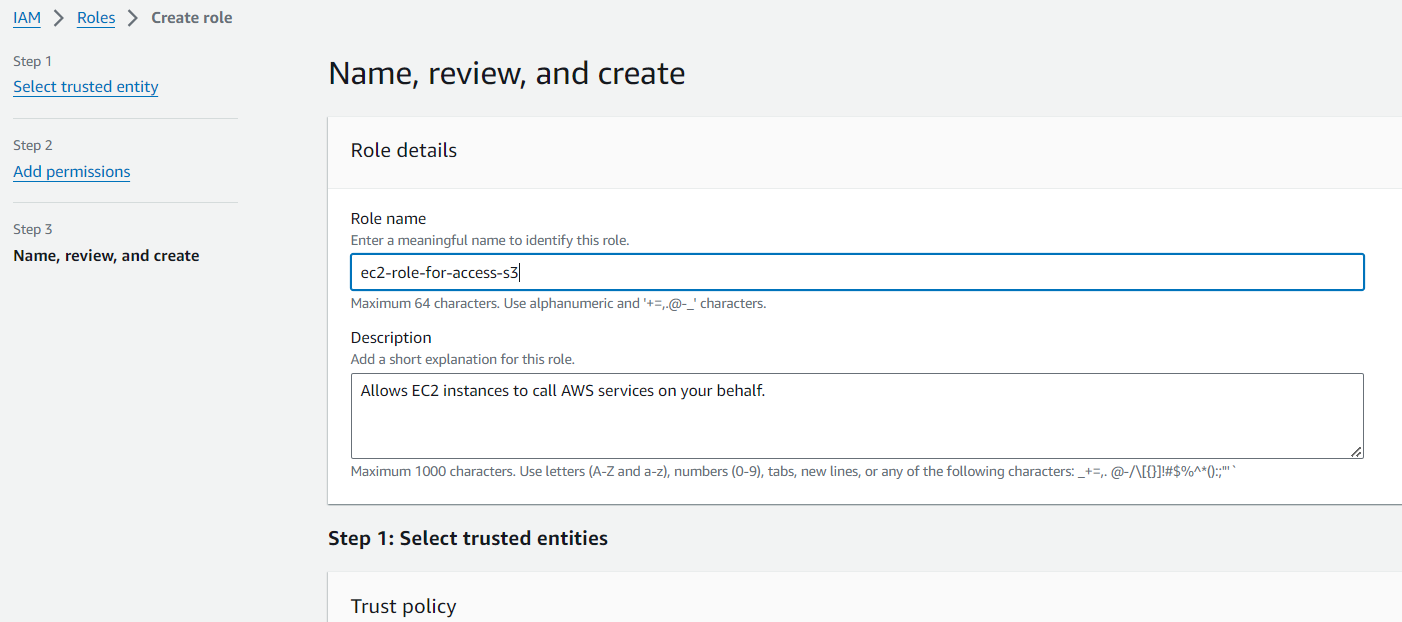 IAM > Roles > Create role
Step 1
Select trusted entity
Step 2
Add permissions
Step 3
Name, review, and create
Name, review, and create
Role details
Role name
Enter a meaningful name to identify this role.
ec2-role-for-access-s3
Maximum 64 characters. Use alphanumeric and '+=,.@-_' characters.
Description
Add a short explanation for this role.
Allows EC2 instances to call AWS services on your behalf.
Maximum 1000 characters. Use letters (A-Z and a-z), numbers (0-9), tabs, new lines, or any of the following characters: _+=,. @-/\[{}]!#$%^*();:"'`
Step 1: Select trusted entities
Trust policy